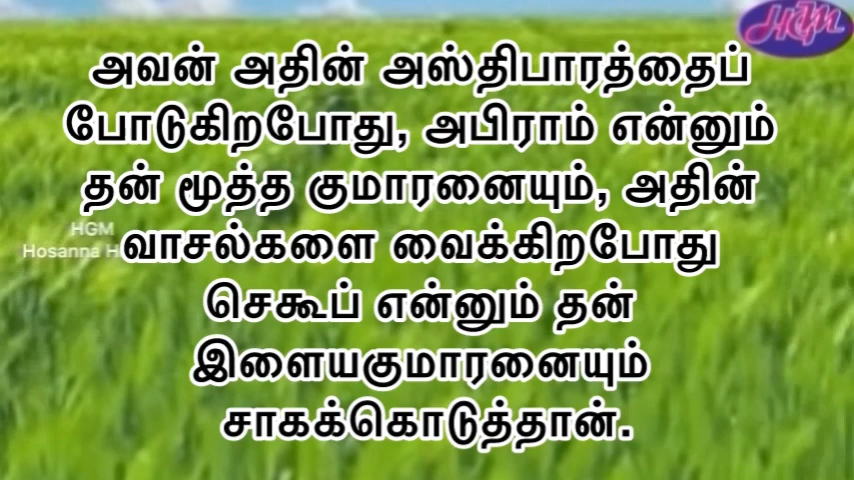 HGM
அவன் அதின் அஸ்திபாரத்தைப்
போடுகிறபோது, அபிராம் என்னும்
தன் மூத்த குமாரனையும், அதின்
HGM
Hosanna
வாசல்களை வைக்கிறபோது
செகூப் என்னும் தன்
இளையகுமாரனையும்
சாகக்கொடுத்தான்.